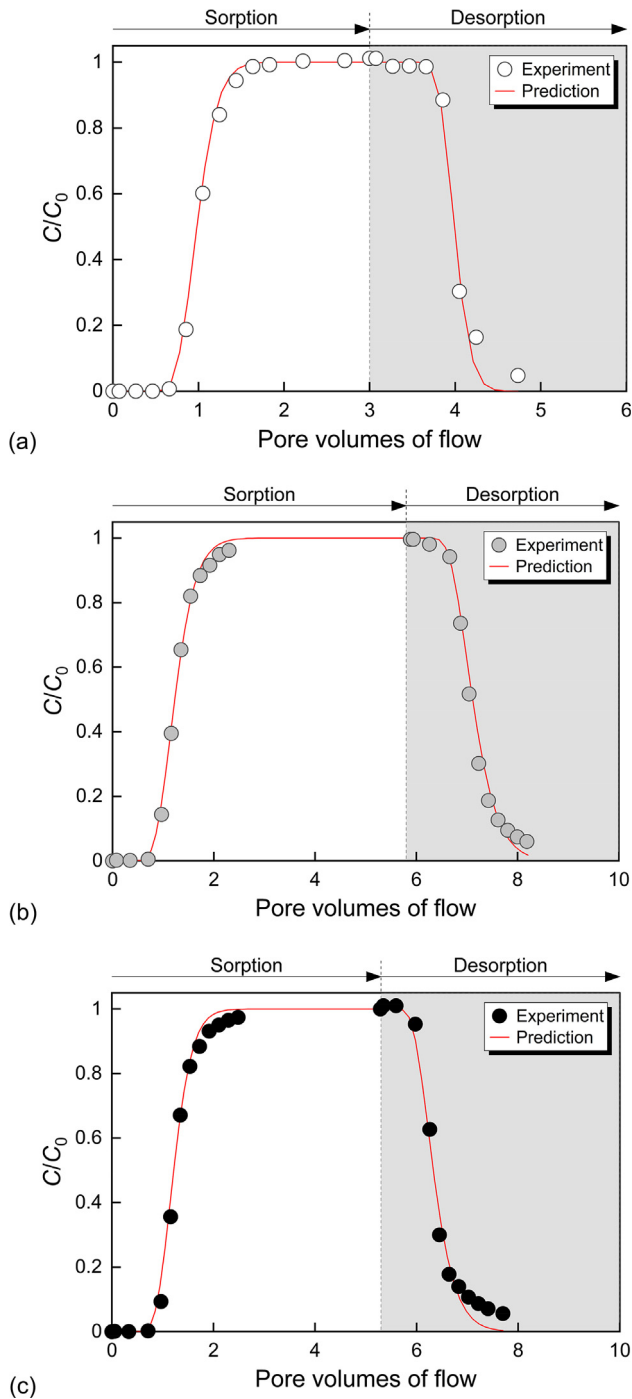 Sorption Desorption
Experiment
Prediction
1
0.8
0.6
0.4
0.2
0
C/C0
0 1 2 3 4 5 6
Pore volumes of flow
(a)
Sorption Desorption
Experiment
Prediction
1
0.8
0.6
0.4
0.2
0
C/C0
0 2 4 6 8 10
Pore volumes of flow
(b)
Sorption Desorption
Experiment
Prediction
1
0.8
0.6
0.4
0.2
0
C/C0
0 2 4 6 8 10
Pore volumes of flow
(c)